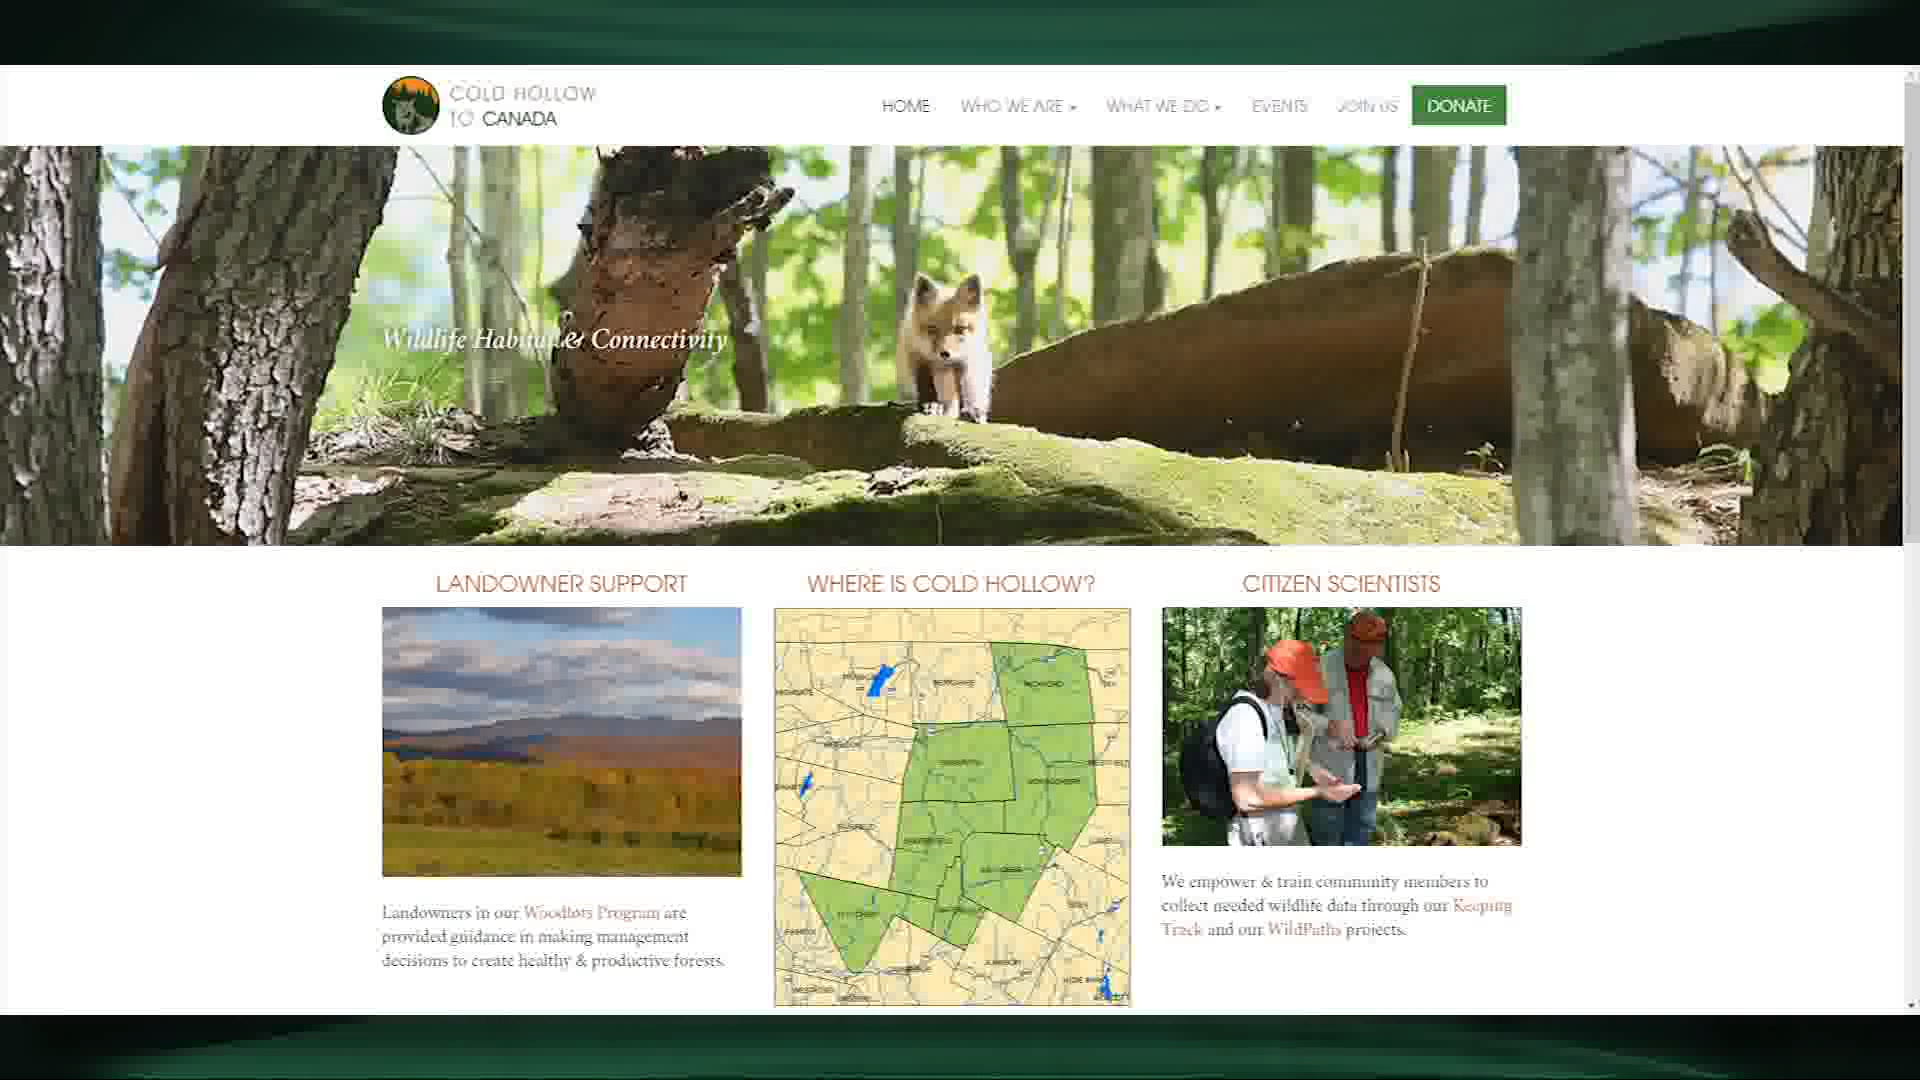 COLD HOLLOW
TO CANADA
HOME WHO WE ARE WHAT WE DO EVENTS JOIN US DONATE
Wildlife Habitat & Connectivity
LANDOWNER SUPPORT
WHERE IS COLD HOLLOW?
CITIZEN SCIENTISTS
RICHFORD
BERKSHIRE
MONTGOMERY
Landowners in our Woodlots Program are
provided guidance in making management
decisions to create healthy & productive forests.
We empower & train community members to
collect needed wildlife data through our Keeping
Track and our WildPaths projects.